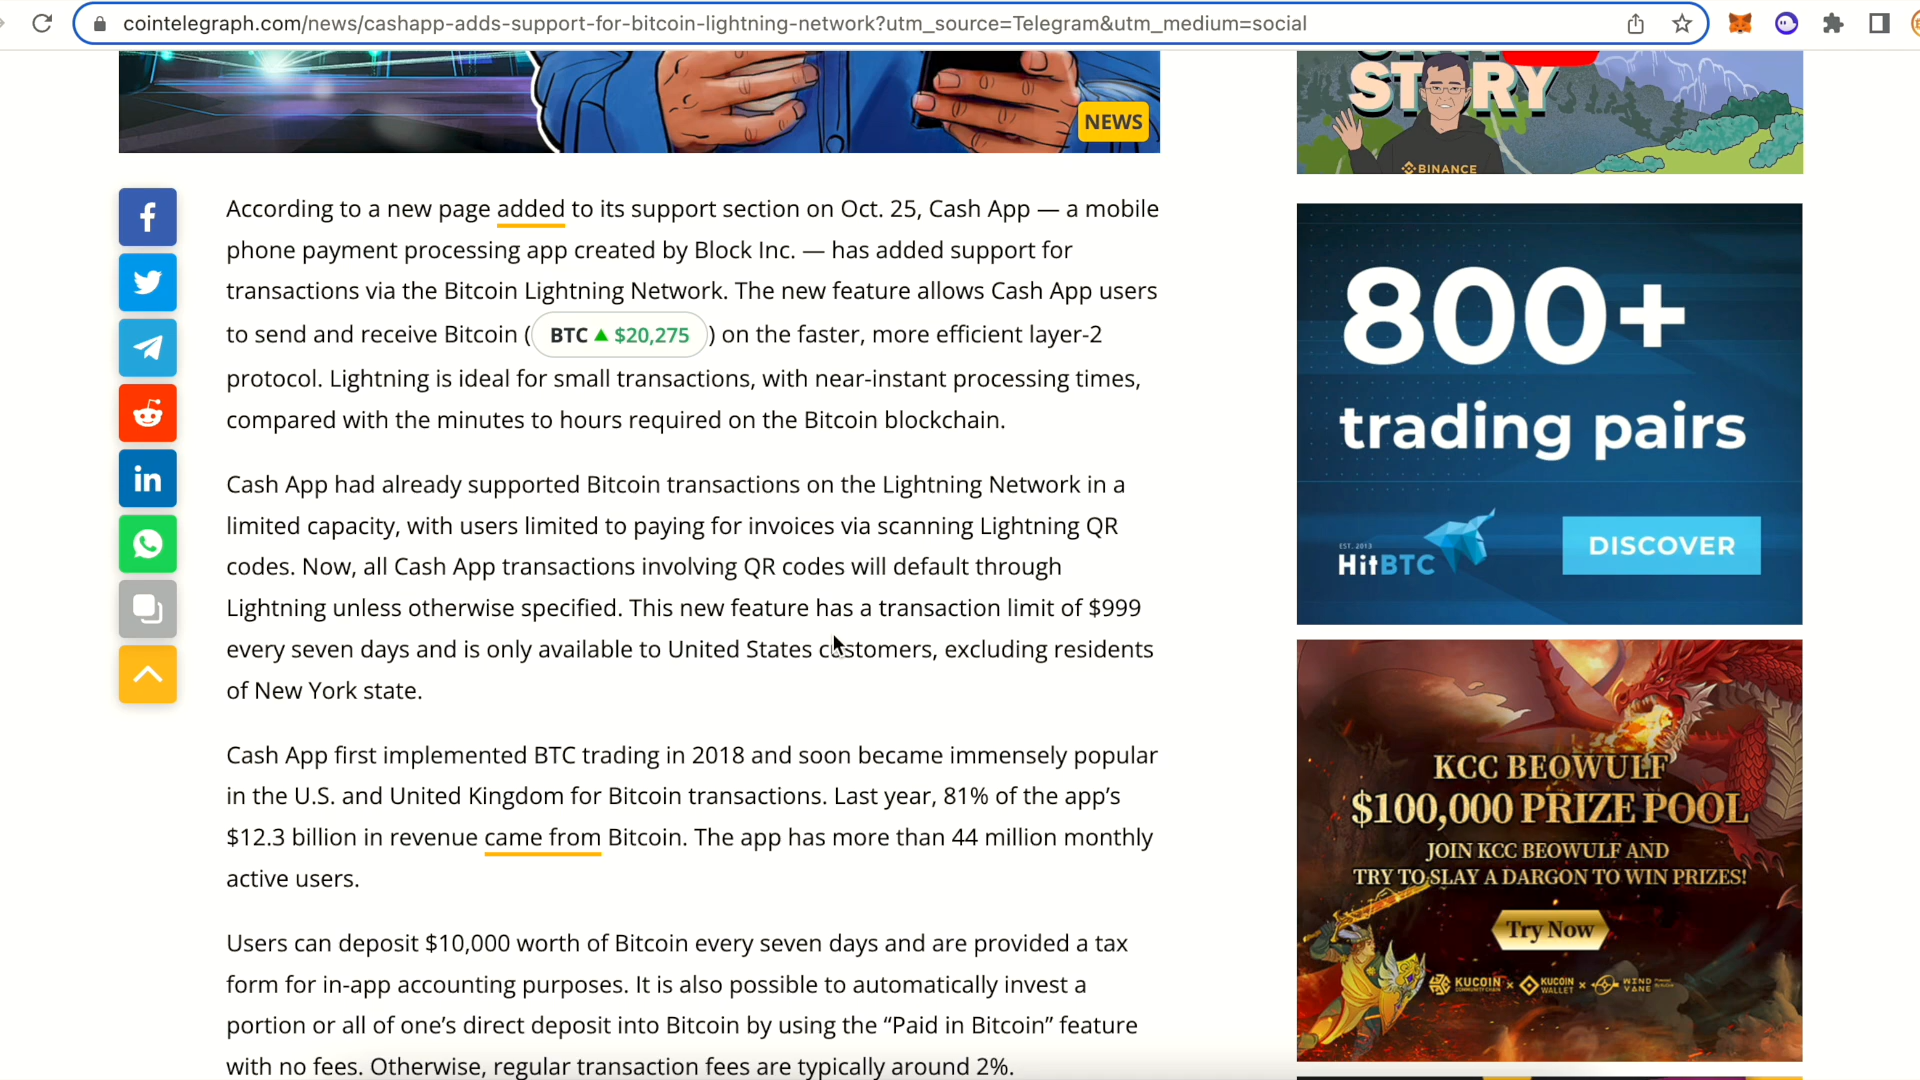 cointelegraph.com/news/cashapp-adds-support-for-bitcoin-lightning-network?utm_source=Telegram&utm_medium=social
NEWS
According to a new page added to its support section on Oct. 25, Cash App — a mobile
phone payment processing app created by Block Inc. — has added support for
transactions via the Bitcoin Lightning Network. The new feature allows Cash App users
to send and receive Bitcoin ( BTC ▲ $20,275 ) on the faster, more efficient layer-2
protocol. Lightning is ideal for small transactions, with near-instant processing times,
compared with the minutes to hours required on the Bitcoin blockchain.
Cash App had already supported Bitcoin transactions on the Lightning Network in a
limited capacity, with users limited to paying for invoices via scanning Lightning QR
codes. Now, all Cash App transactions involving QR codes will default through
Lightning unless otherwise specified. This new feature has a transaction limit of $999
every seven days and is only available to United States customers, excluding residents
of New York state.
Cash App first implemented BTC trading in 2018 and soon became immensely popular
in the U.S. and United Kingdom for Bitcoin transactions. Last year, 81% of the app's
$12.3 billion in revenue came from Bitcoin. The app has more than 44 million monthly
active users.
Users can deposit $10,000 worth of Bitcoin every seven days and are provided a tax
form for in-app accounting purposes. It is also possible to automatically invest a
portion or all of one's direct deposit into Bitcoin by using the “Paid in Bitcoin” feature
with no fees. Otherwise, regular transaction fees are typically around 2%.
STORY
BINANCE
800+
trading pairs
EST. 2013
HitBTC
DISCOVER
KCC BEOWULF
$100,000 PRIZE POOL
JOIN KCC BEOWULF AND
TRY TO SLAY A DARGON TO WIN PRIZES!
Try Now
KUCOIN COMMUNITY CHAIN × KUCOIN WALLET × WIND VANE